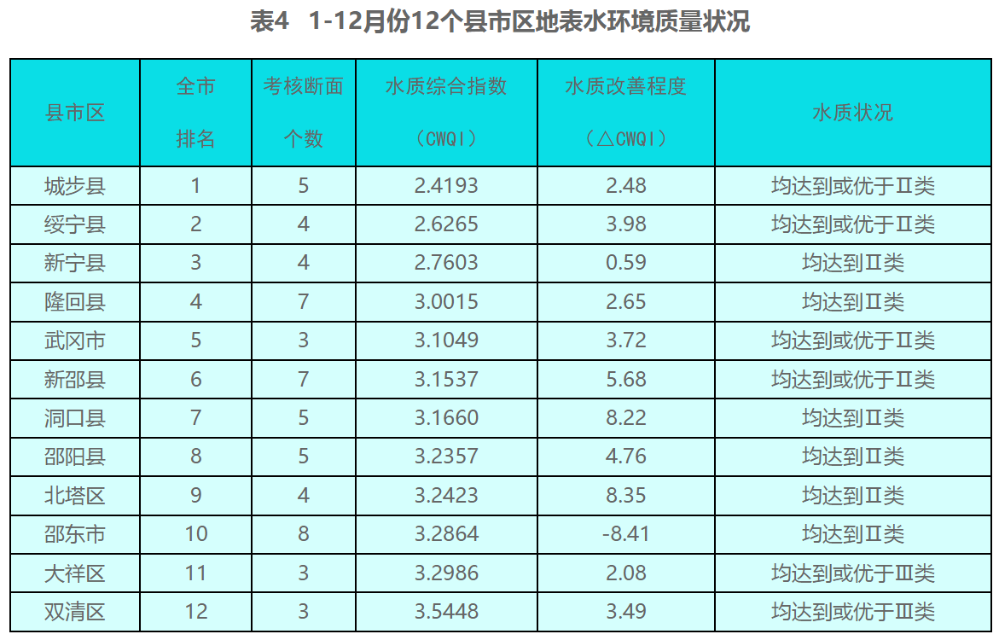 表4 1-12月份12个县市区地表水环境质量状况
县市区 全市排名 考核断面个数 水质综合指数（CWQI） 水质改善程度（△CWQI） 水质状况
城步县 1 5 2.4193 2.48 均达到或优于Ⅱ类
绥宁县 2 4 2.6265 3.98 均达到或优于Ⅱ类
新宁县 3 4 2.7603 0.59 均达到Ⅱ类
隆回县 4 7 3.0015 2.65 均达到Ⅱ类
武冈市 5 3 3.1049 3.72 均达到或优于Ⅱ类
新邵县 6 7 3.1537 5.68 均达到或优于Ⅱ类
洞口县 7 5 3.1660 8.22 均达到Ⅱ类
邵阳县 8 5 3.2357 4.76 均达到Ⅱ类
北塔区 9 4 3.2423 8.35 均达到Ⅱ类
邵东市 10 8 3.2864 -8.41 均达到Ⅱ类
大祥区 11 3 3.2986 2.08 均达到或优于Ⅲ类
双清区 12 3 3.5448 3.49 均达到或优于Ⅲ类